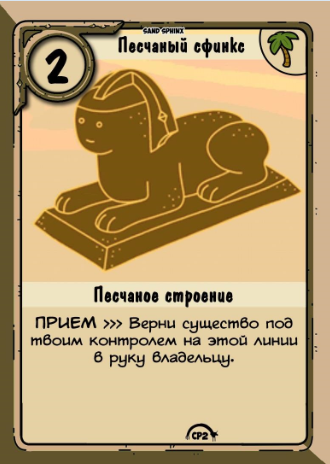 SAND SPHINX
Песчаный сфинкс
2
Песчаное строение
ПРИЕМ >>> Верни существо под
твоим контролем на этой линии
в руку владельцу.
CP2